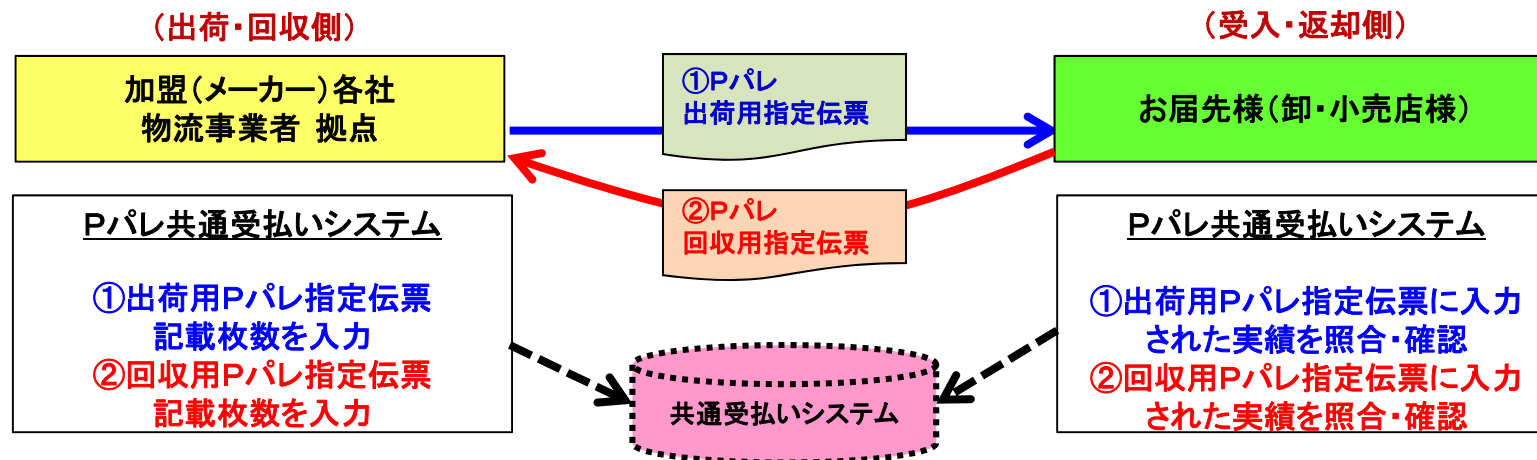 （出荷・回収側）
（受入・返却側）
加盟（メーカー）各社
物流事業者 拠点
①Ｐパレ
出荷用指定伝票
お届先様（卸・小売店様）
②Ｐパレ
回収用指定伝票
Ｐパレ共通受払いシステム
①出荷用Ｐパレ指定伝票
記載枚数を入力
②回収用Ｐパレ指定伝票
記載枚数を入力
共通受払いシステム
Ｐパレ共通受払いシステム
①出荷用Ｐパレ指定伝票に入力
された実績を照合・確認
②回収用Ｐパレ指定伝票に入力
された実績を照合・確認